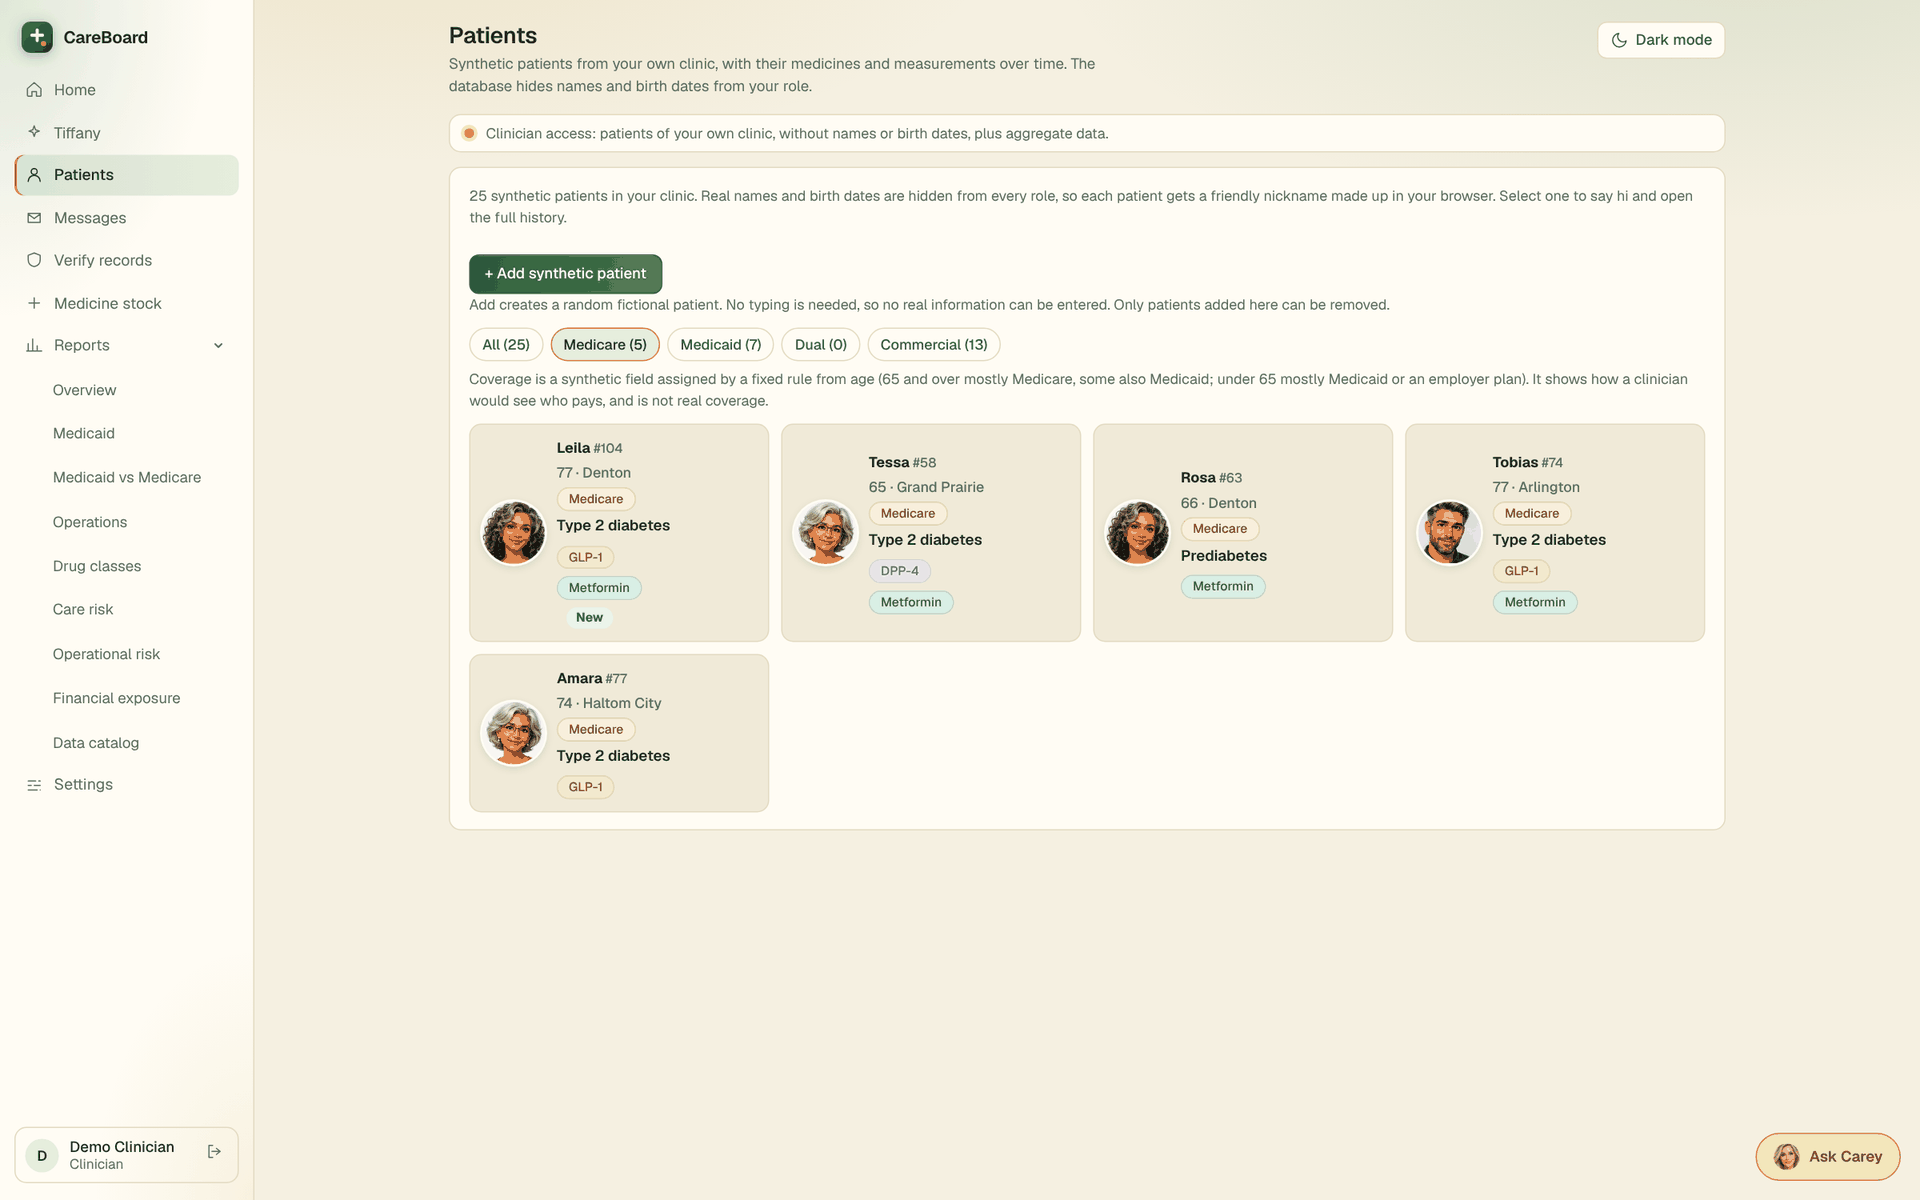 CareBoard
Home
Tiffany
Patients
Messages
Verify records
Medicine stock
Reports
Overview
Medicaid
Medicaid vs Medicare
Operations
Drug classes
Care risk
Operational risk
Financial exposure
Data catalog
Settings
D
Demo Clinician
Clinician
Patients
Dark mode
Synthetic patients from your own clinic, with their medicines and measurements over time. The
database hides names and birth dates from your role.
Clinician access: patients of your own clinic, without names or birth dates, plus aggregate data.
25 synthetic patients in your clinic. Real names and birth dates are hidden from every role, so each patient gets a friendly nickname made up in your browser. Select one to say hi and open
the full history.
+ Add synthetic patient
Add creates a random fictional patient. No typing is needed, so no real information can be entered. Only patients added here can be removed.
All (25) Medicare (5) Medicaid (7) Dual (0) Commercial (13)
Coverage is a synthetic field assigned by a fixed rule from age (65 and over mostly Medicare, some also Medicaid; under 65 mostly Medicaid or an employer plan). It shows how a clinician
would see who pays, and is not real coverage.
Leila #104
77 · Denton
Medicare
Type 2 diabetes
GLP-1
Metformin
New
Tessa #58
65 · Grand Prairie
Medicare
Type 2 diabetes
DPP-4
Metformin
Rosa #63
66 · Denton
Medicare
Prediabetes
Metformin
Tobias #74
77 · Arlington
Medicare
Type 2 diabetes
GLP-1
Metformin
Amara #77
74 · Haltom City
Medicare
Type 2 diabetes
GLP-1
Ask Carey